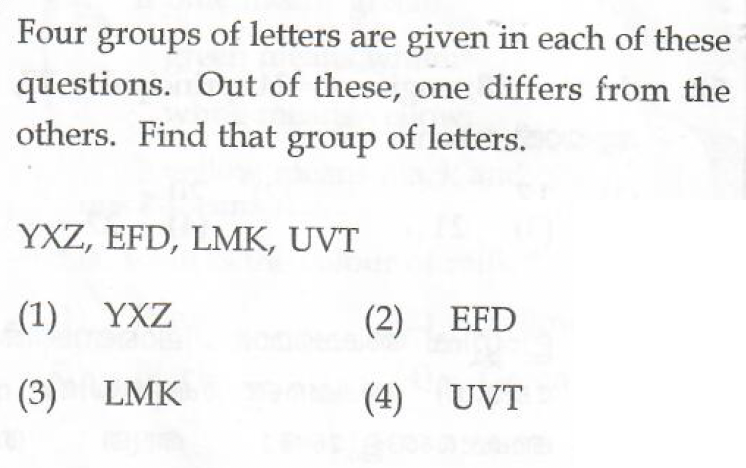 Four groups of letters are given in each of these
questions. Out of these, one differs from the
others. Find that group of letters.
YXZ, EFD, LMK, UVT
(1) YXZ (2) EFD
(3) LMK (4) UVT